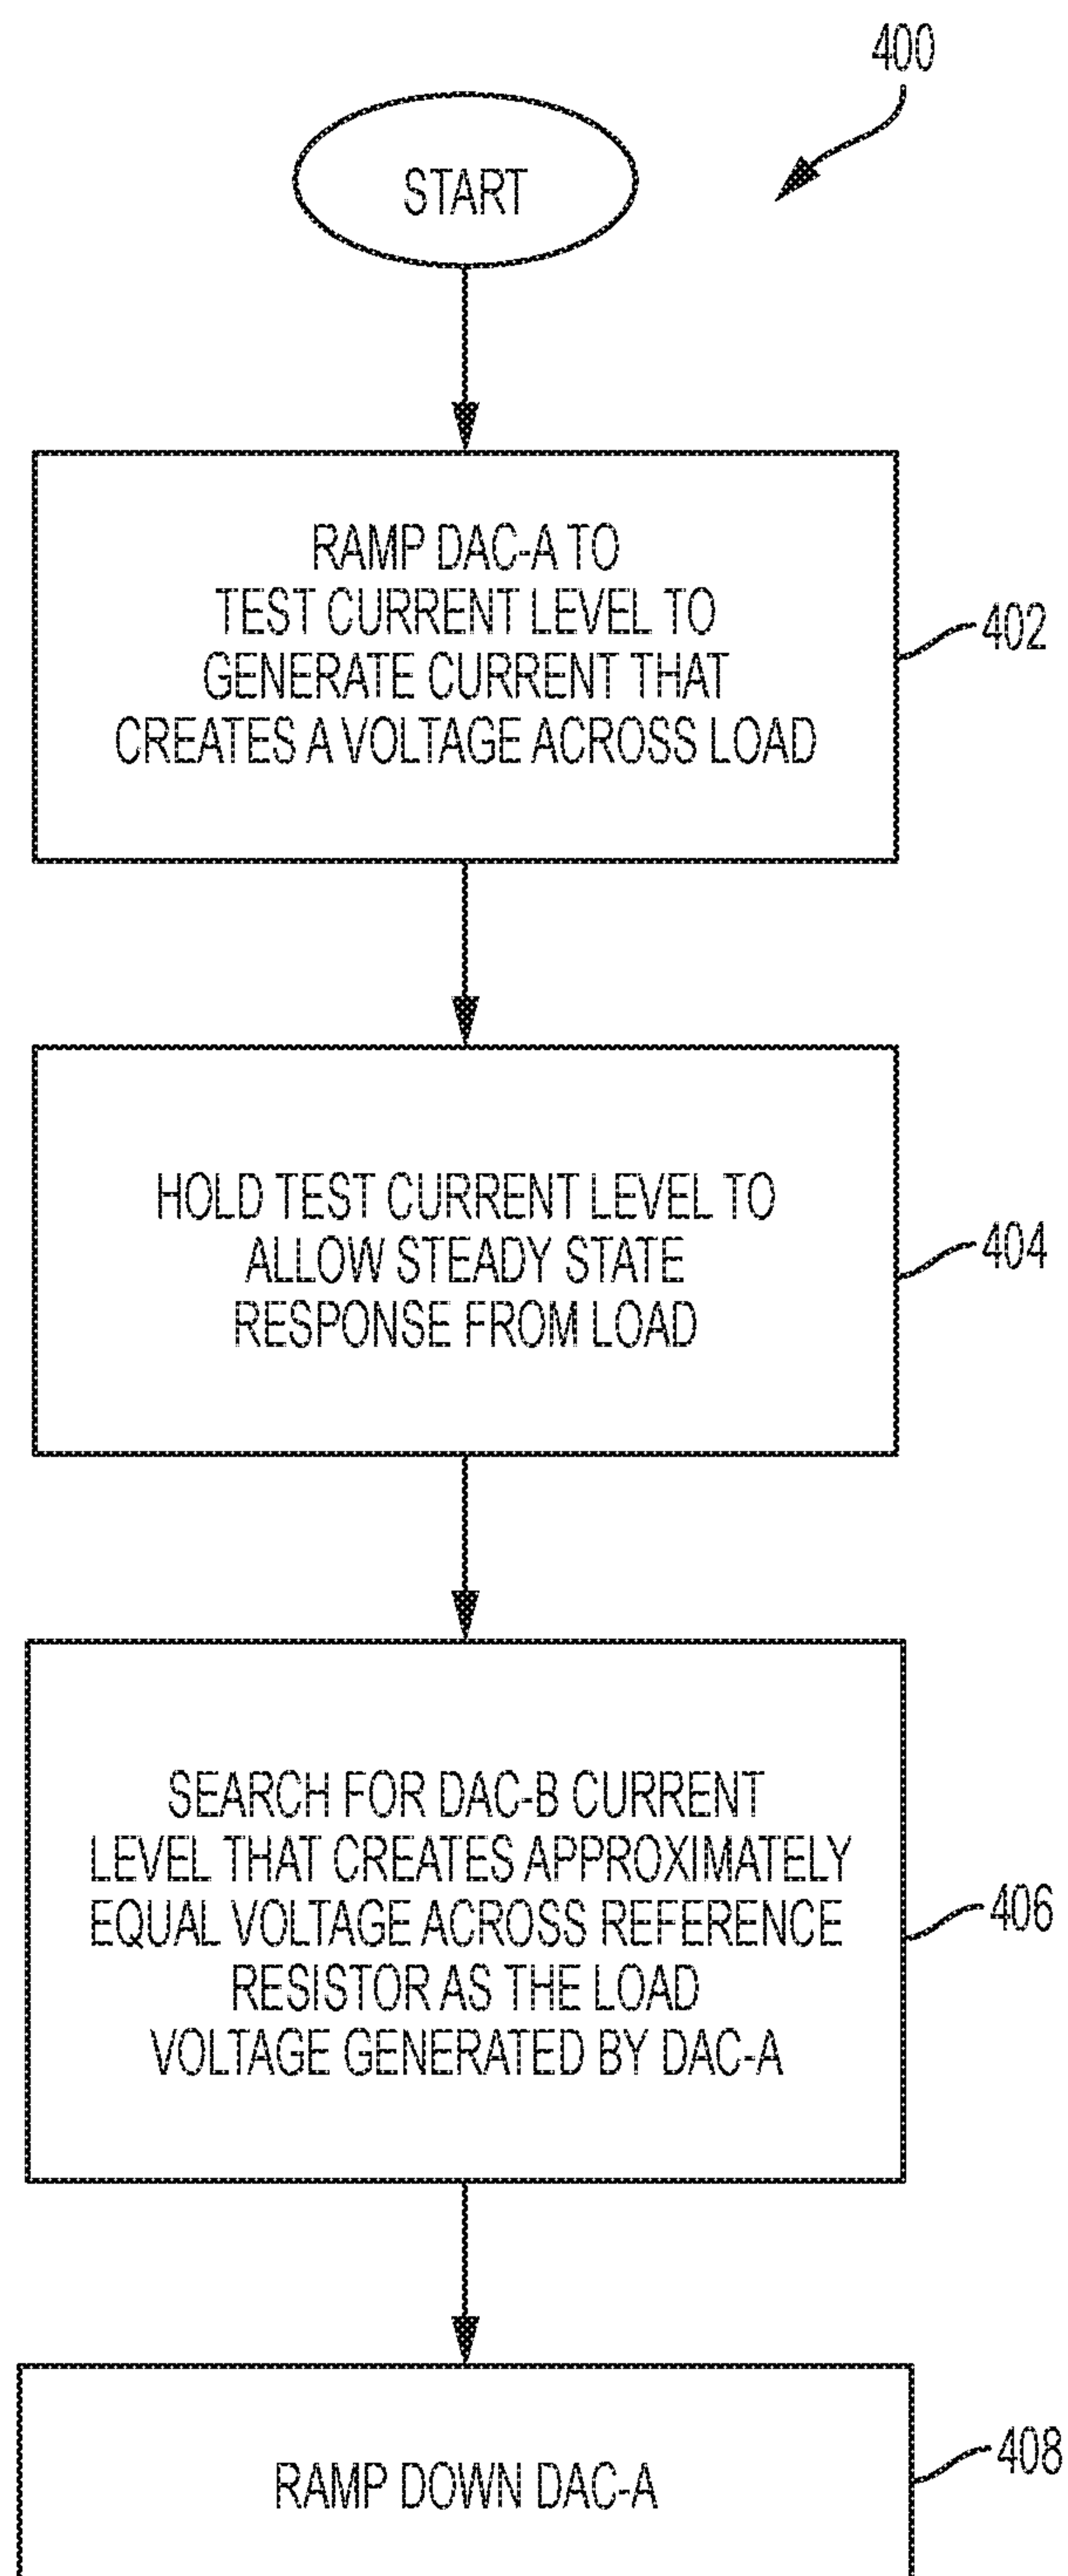 400
START
RAMP DAC-A TO
TEST CURRENT LEVEL TO
GENERATE CURRENT THAT
CREATES A VOLTAGE ACROSS LOAD
402
HOLD TEST CURRENT LEVEL TO
ALLOW STEADY STATE
RESPONSE FROM LOAD
404
SEARCH FOR DAC-B CURRENT
LEVEL THAT CREATES APPROXIMATELY
EQUAL VOLTAGE ACROSS REFERENCE
RESISTOR AS THE LOAD
VOLTAGE GENERATED BY DAC-A
406
RAMP DOWN DAC-A
408